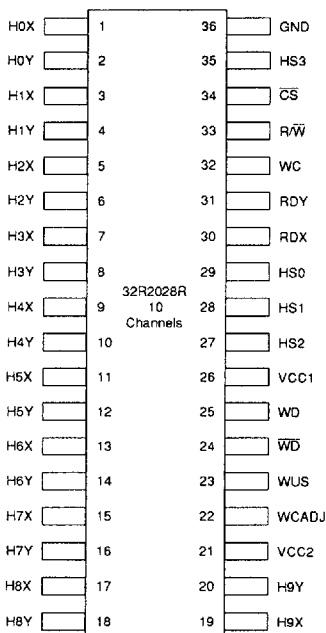 H0X 1 36 GND
H0Y 2 35 HS3
H1X 3 34 C̅S̅
H1Y 4 33 R/W̅
H2X 5 32 WC
H2Y 6 31 RDY
H3X 7 30 RDX
H3Y 8 29 HS0
32R2028R
H4X 9 10 28 HS1
Channels
H4Y 10 27 HS2
H5X 11 26 VCC1
H5Y 12 25 WD
H6X 13 24 W̅D̅
H6Y 14 23 WUS
H7X 15 22 WCADJ
H7Y 16 21 VCC2
H8X 17 20 H9Y
H8Y 18 19 H9X